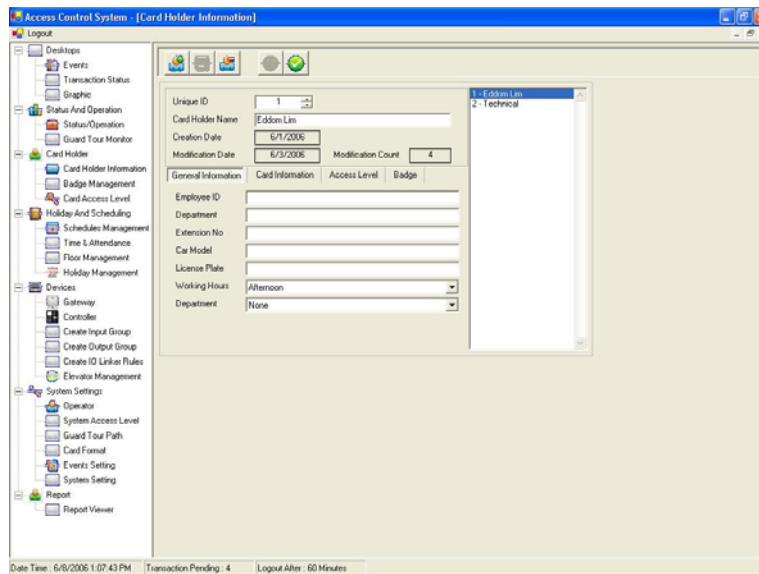 Access Control System - [Card Holder Information]
Logout
Desktops
Events
Transaction Status
Graphic
Status And Operation
Status/Operation
Guard Tour Monitor
Card Holder
Card Holder Information
Badge Management
Card Access Level
Holiday And Scheduling
Schedules Management
Time & Attendance
Floor Management
Holiday Management
Devices
Gateway
Controller
Create Input Group
Create Output Group
Create IO Linker Rules
Elevator Management
System Settings
Operator
System Access Level
Guard Tour Path
Card Format
Events Setting
System Setting
Report
Report Viewer
Unique ID 1
Card Holder Name Eddom Lim
Creation Date 6/1/2006
Modification Date 6/3/2006 Modification Count 4
General Information Card Information Access Level Badge
Employee ID
Department
Extension No
Car Model
License Plate
Working Hours Afternoon
Department None
1 - Eddom Lim
2 - Technical
Date Time : 6/8/2006 1:07:43 PM Transaction Pending : 4 Logout After : 60 Minutes